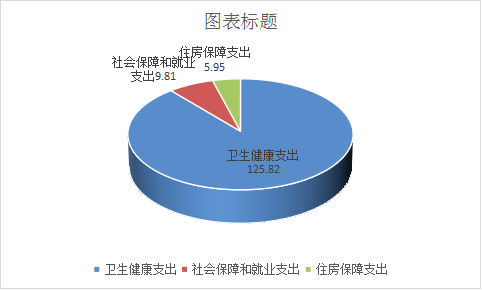 图表标题
住房保障支出
5.95
社会保障和就业
支出9.81
卫生健康支出
125.82
卫生健康支出 社会保障和就业支出 住房保障支出